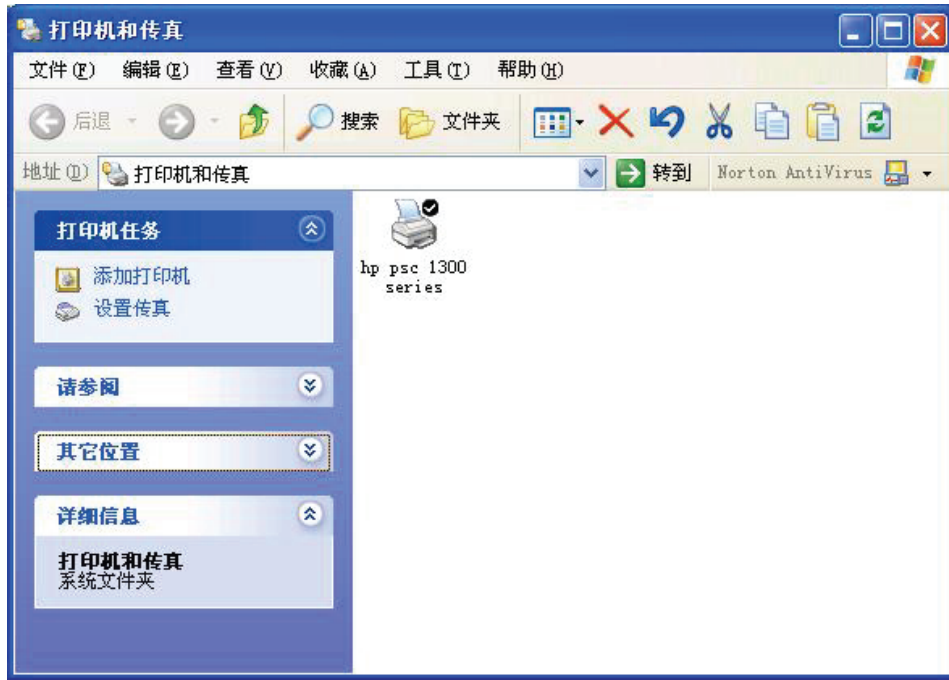 打印机和传真
文件(F) 编辑(E) 查看(V) 收藏(A) 工具(T) 帮助(H)
后退 搜索 文件夹
地址(D) 打印机和传真 转到 Norton AntiVirus
打印机任务
添加打印机
设置传真
请参阅
其它位置
详细信息
打印机和传真
系统文件夹
hp psc 1300
series